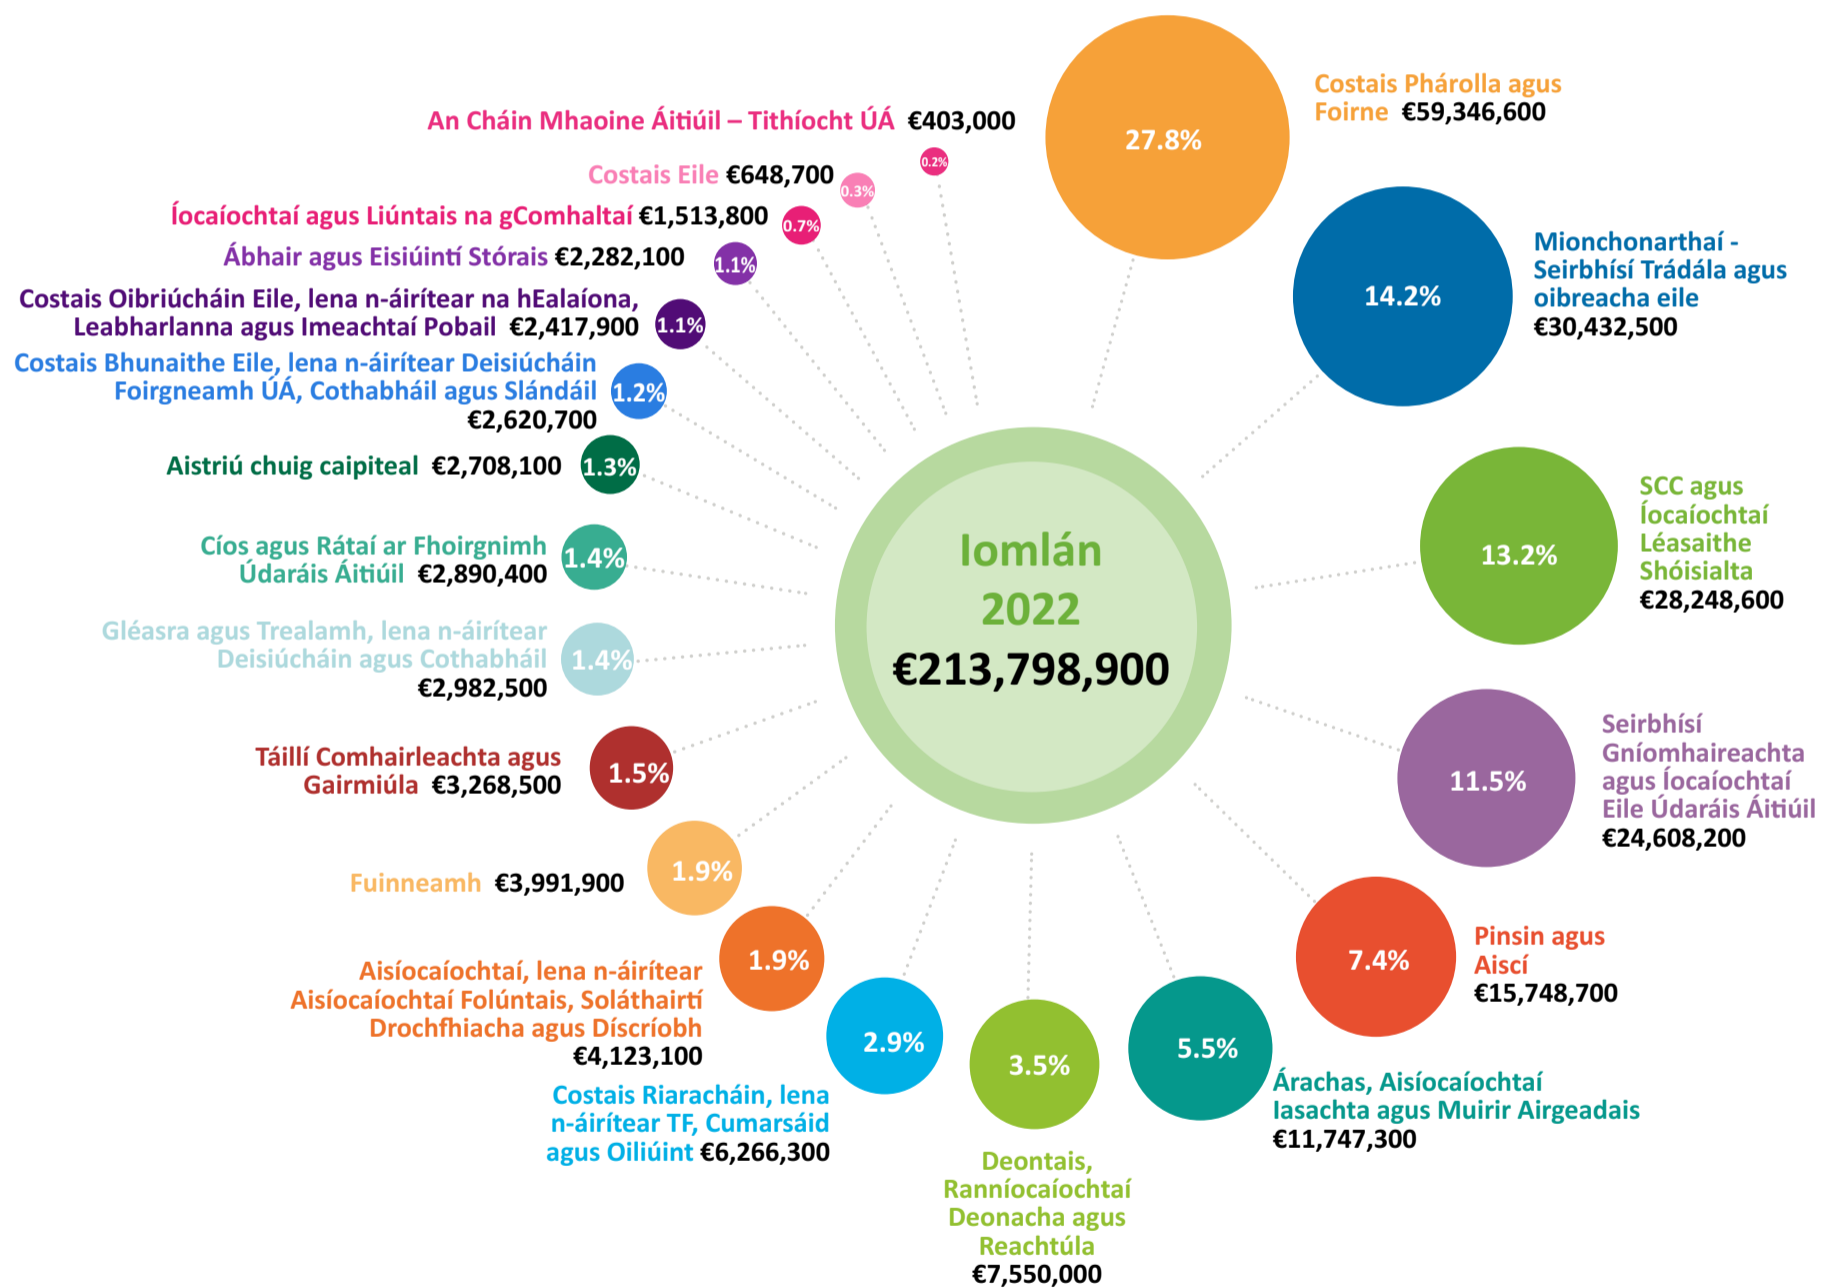 Iomlán
2022
€213,798,900
27.8%
Costais Phárolla agus
Foirne €59,346,600
14.2%
Mionchonarthaí -
Seirbhísí Trádála agus
oibreacha eile
€30,432,500
13.2%
SCC agus
Íocaíochtaí
Léasaithe
Shóisialta
€28,248,600
11.5%
Seirbhísí
Gníomhaireachta
agus Íocaíochtaí
Eile Údaráis Áitiúil
€24,608,200
7.4%
Pinsin agus
Aiscí
€15,748,700
5.5%
Árachas, Aisíocaíochtaí
Iasachta agus Muirir Airgeadais
€11,747,300
3.5%
Deontais,
Ranníocaíochtaí
Deonacha agus
Reachtúla
€7,550,000
2.9%
Costais Riaracháin, lena
n-áirítear TF, Cumarsáid
agus Oiliúint €6,266,300
1.9%
Aisíocaíochtaí, lena n-áirítear
Aisíocaíochtaí Folúntais, Soláthairtí
Drochfhiacha agus Díscríobh
€4,123,100
1.9%
Fuinneamh €3,991,900
1.5%
Táillí Comhairleachta agus
Gairmiúla €3,268,500
1.4%
Gléasra agus Trealamh, lena n-áirítear
Deisiúcháin agus Cothabháil
€2,982,500
1.4%
Cíos agus Rátaí ar Fhoirgnimh
Údaráis Áitiúil €2,890,400
1.3%
Aistriú chuig caipiteal €2,708,100
1.2%
Costais Bhunaithe Eile, lena n-áirítear Deisiúcháin
Foirgneamh ÚÁ, Cothabháil agus Slándáil
€2,620,700
1.1%
Costais Oibriúcháin Eile, lena n-áirítear na hEalaíona,
Leabharlanna agus Imeachtaí Pobail €2,417,900
1.1%
Ábhair agus Eisiúintí Stórais €2,282,100
0.7%
Íocaíochtaí agus Liúntais na gComhaltaí €1,513,800
0.3%
Costais Eile €648,700
0.2%
An Cháin Mhaoine Áitiúil – Tithíocht ÚÁ €403,000